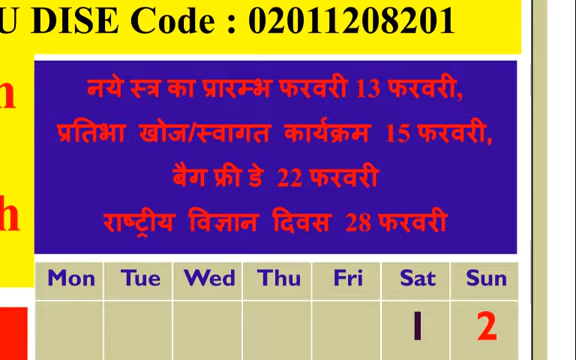 DISE Code : 02011208201
नये स्त्र का प्रारम्भ फरवरी 13 फरवरी,
प्रतिभा खोज/स्वागत कार्यक्रम 15 फरवरी,
बैग फ्री डे 22 फरवरी
राष्ट्रीय विज्ञान दिवस 28 फरवरी
Mon Tue Wed Thu Fri Sat Sun
1 2